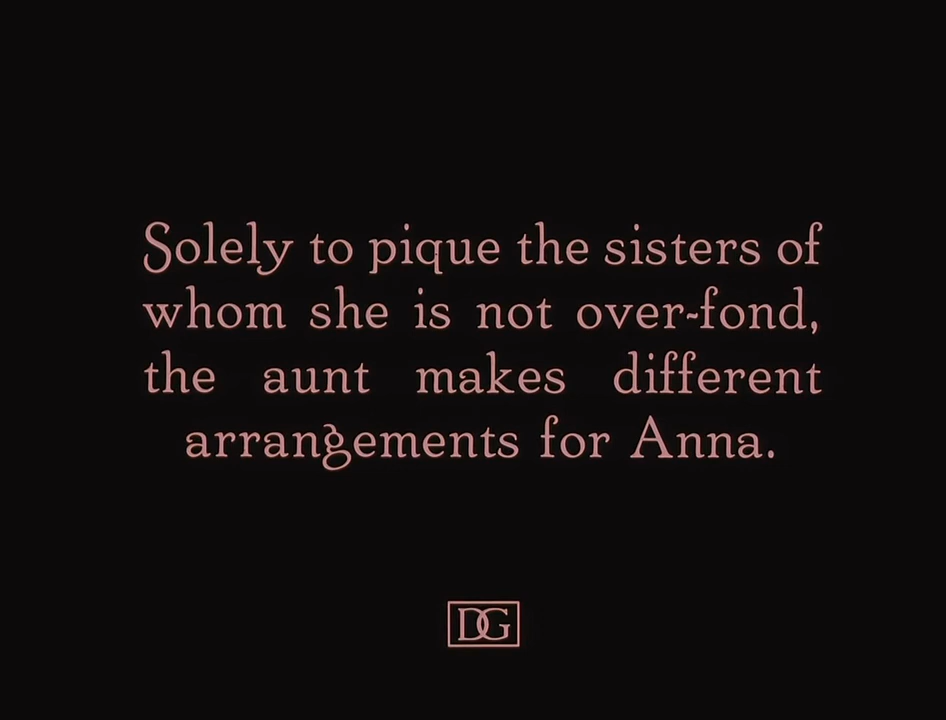 Solely to pique the sisters of
whom she is not over-fond,
the aunt makes different
arrangements for Anna.
DG